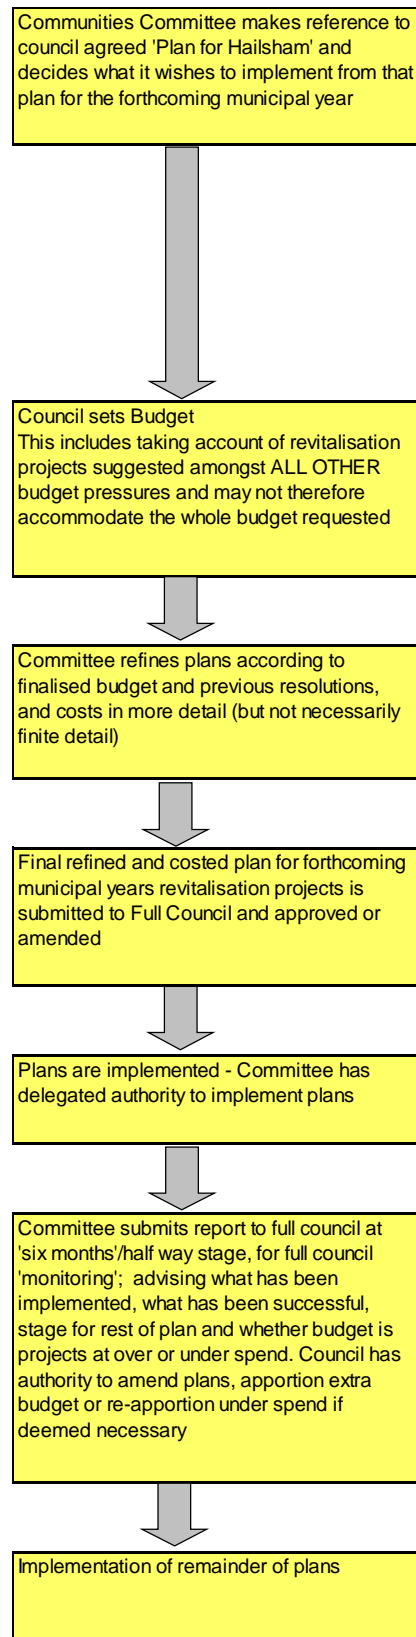 Communities Committee makes reference to
council agreed 'Plan for Hailsham' and
decides what it wishes to implement from that
plan for the forthcoming municipal year
Council sets Budget
This includes taking account of revitalisation
projects suggested amongst ALL OTHER
budget pressures and may not therefore
accommodate the whole budget requested
Committee refines plans according to
finalised budget and previous resolutions,
and costs in more detail (but not necessarily
finite detail)
Final refined and costed plan for forthcoming
municipal years revitalisation projects is
submitted to Full Council and approved or
amended
Plans are implemented - Committee has
delegated authority to implement plans
Committee submits report to full council at
'six months'/half way stage, for full council
'monitoring';  advising what has been
implemented, what has been successful,
stage for rest of plan and whether budget is
projects at over or under spend. Council has
authority to amend plans, apportion extra
budget or re-apportion under spend if
deemed necessary
Implementation of remainder of plans